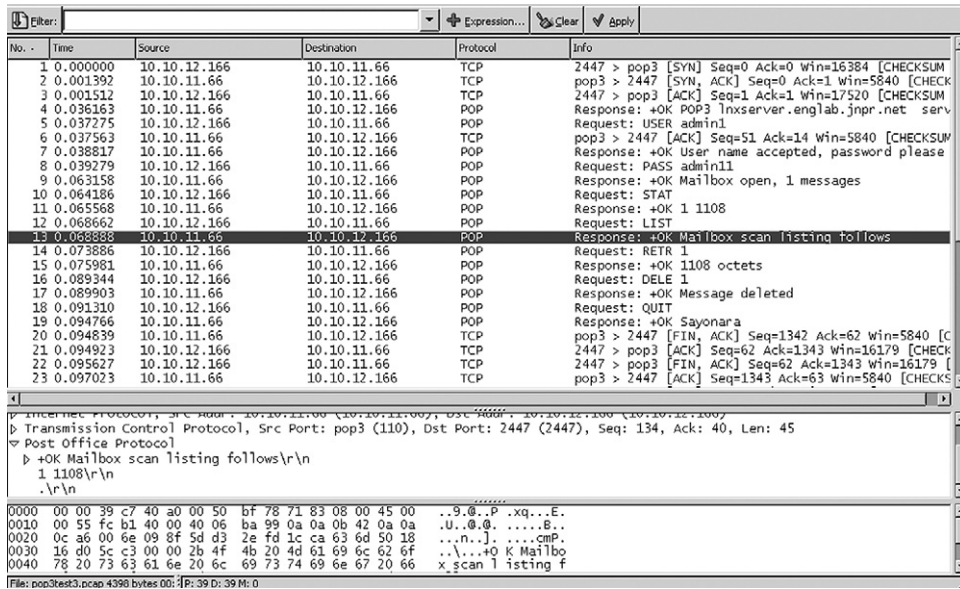 Filter: Expression... Clear Apply
No. - Time Source Destination Protocol Info
1 0.000000 10.10.12.166 10.10.11.66 TCP 2447 > pop3 [SYN] Seq=0 Ack=0 Win=16384 [CHECKSUM
2 0.001392 10.10.11.66 10.10.12.166 TCP pop3 > 2447 [SYN, ACK] Seq=0 Ack=1 Win=5840 [CHECK
3 0.001512 10.10.12.166 10.10.11.66 TCP 2447 > pop3 [ACK] Seq=1 Ack=1 Win=17520 [CHECKSUM
4 0.036163 10.10.11.66 10.10.12.166 POP Response: +OK POP3 lnxserver.englab.jnpr.net serv
5 0.037275 10.10.12.166 10.10.11.66 POP Request: USER admin1
6 0.037563 10.10.11.66 10.10.12.166 TCP pop3 > 2447 [ACK] Seq=51 Ack=14 Win=5840 [CHECKSUM
7 0.038817 10.10.11.66 10.10.12.166 POP Response: +OK User name accepted, password please
8 0.039279 10.10.12.166 10.10.11.66 POP Request: PASS admin11
9 0.063158 10.10.11.66 10.10.12.166 POP Response: +OK Mailbox open, 1 messages
10 0.064186 10.10.12.166 10.10.11.66 POP Request: STAT
11 0.065568 10.10.11.66 10.10.12.166 POP Response: +OK 1 1108
12 0.068662 10.10.12.166 10.10.11.66 POP Request: LIST
13 0.068888 10.10.11.66 10.10.12.166 POP Response: +OK Mailbox scan listing follows
14 0.073886 10.10.12.166 10.10.11.66 POP Request: RETR 1
15 0.075981 10.10.11.66 10.10.12.166 POP Response: +OK 1108 octets
16 0.089344 10.10.12.166 10.10.11.66 POP Request: DELE 1
17 0.089903 10.10.11.66 10.10.12.166 POP Response: +OK Message deleted
18 0.091310 10.10.12.166 10.10.11.66 POP Request: QUIT
19 0.094766 10.10.11.66 10.10.12.166 POP Response: +OK Sayonara
20 0.094839 10.10.11.66 10.10.12.166 TCP pop3 > 2447 [FIN, ACK] Seq=1342 Ack=62 Win=5840 [C
21 0.094923 10.10.12.166 10.10.11.66 TCP 2447 > pop3 [ACK] Seq=62 Ack=1343 Win=16179 [CHECK
22 0.095627 10.10.12.166 10.10.11.66 TCP 2447 > pop3 [FIN, ACK] Seq=62 Ack=1343 Win=16179 [
23 0.097023 10.10.11.66 10.10.12.166 TCP pop3 > 2447 [ACK] Seq=1343 Ack=63 Win=5840 [CHECKS
Internet Protocol, Src Addr: 10.10.11.66 (10.10.11.66), Dst Addr: 10.10.12.166 (10.10.12.166)
Transmission Control Protocol, Src Port: pop3 (110), Dst Port: 2447 (2447), Seq: 134, Ack: 40, Len: 45
Post Office Protocol
+OK Mailbox scan listing follows\r\n
1 1108\r\n
.\r\n
0000 00 00 39 c7 40 a0 00 50 bf 78 71 83 08 00 45 00 ..9.@..P .xq...E.
0010 00 55 fc b1 40 00 40 06 ba 99 0a 0a 0b 42 0a 0a .U..@.@. .....B..
0020 0c a6 00 6e 09 8f 5d d3 2e fd 1c ca 63 6d 50 18 ...n..]. ....cmP.
0030 16 d0 5c c3 00 00 2b 4f 4b 20 4d 61 69 6c 62 6f ..\...+O K Mailbo
0040 78 20 73 63 61 6e 20 6c 69 73 74 69 6e 67 20 66 x scan l isting f
File: pop3test3.pcap 4398 bytes 00: P: 39 D: 39 M: 0